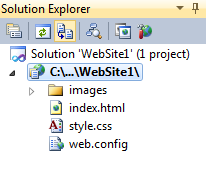 Solution Explorer
Solution 'WebSite1' (1 project)
C:\...\WebSite1\
images
index.html
style.css
web.config